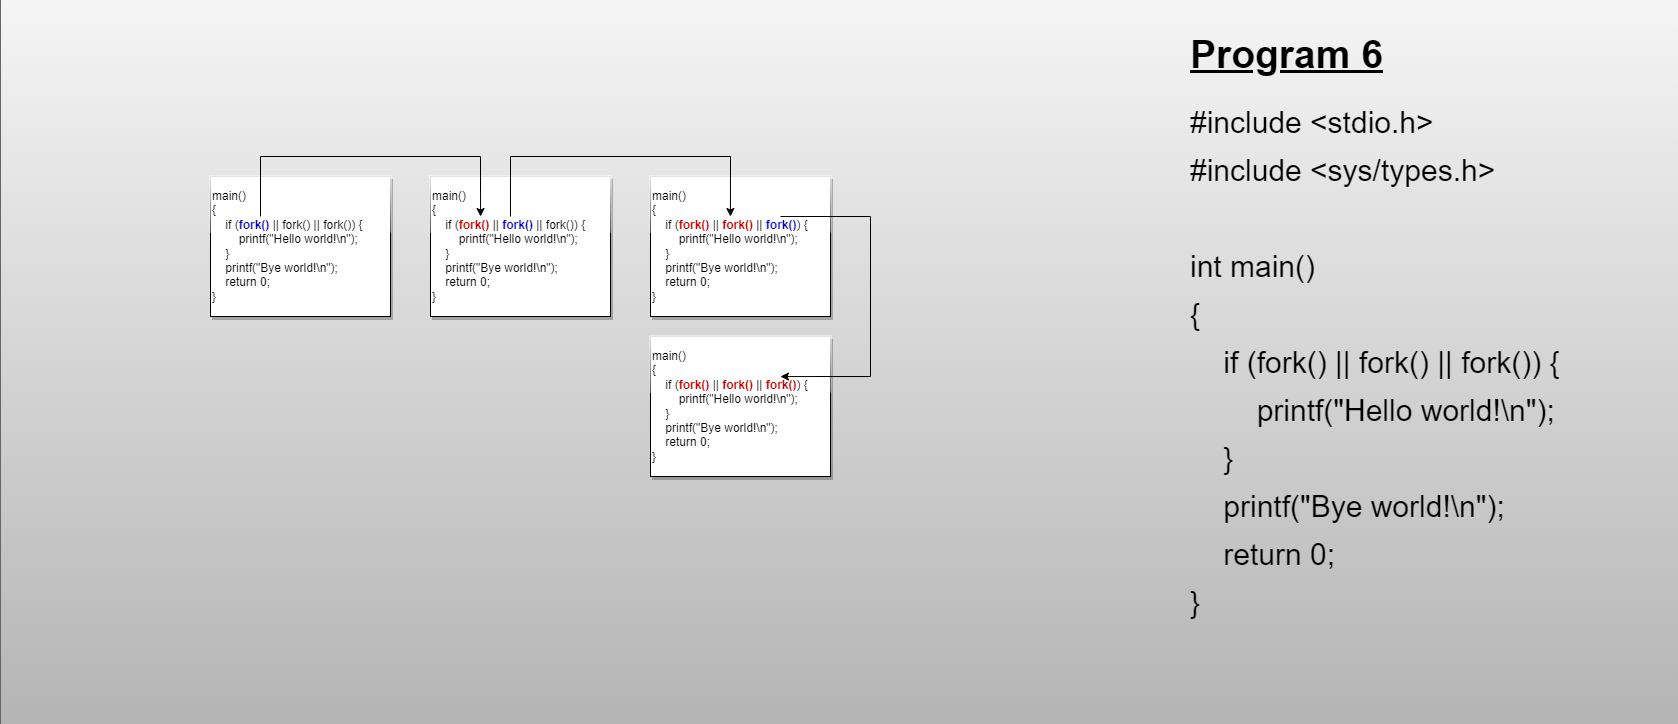 main()
{
if (fork() || fork() || fork()) {
printf("Hello world!\n");
}
printf("Bye world!\n");
return 0;
}
main()
{
if (fork() || fork() || fork()) {
printf("Hello world!\n");
}
printf("Bye world!\n");
return 0;
}
main()
{
if (fork() || fork() || fork()) {
printf("Hello world!\n");
}
printf("Bye world!\n");
return 0;
}
main()
{
if (fork() || fork() || fork()) {
printf("Hello world!\n");
}
printf("Bye world!\n");
return 0;
}
Program 6
#include <stdio.h>
#include <sys/types.h>
int main()
{
if (fork() || fork() || fork()) {
printf("Hello world!\n");
}
printf("Bye world!\n");
return 0;
}